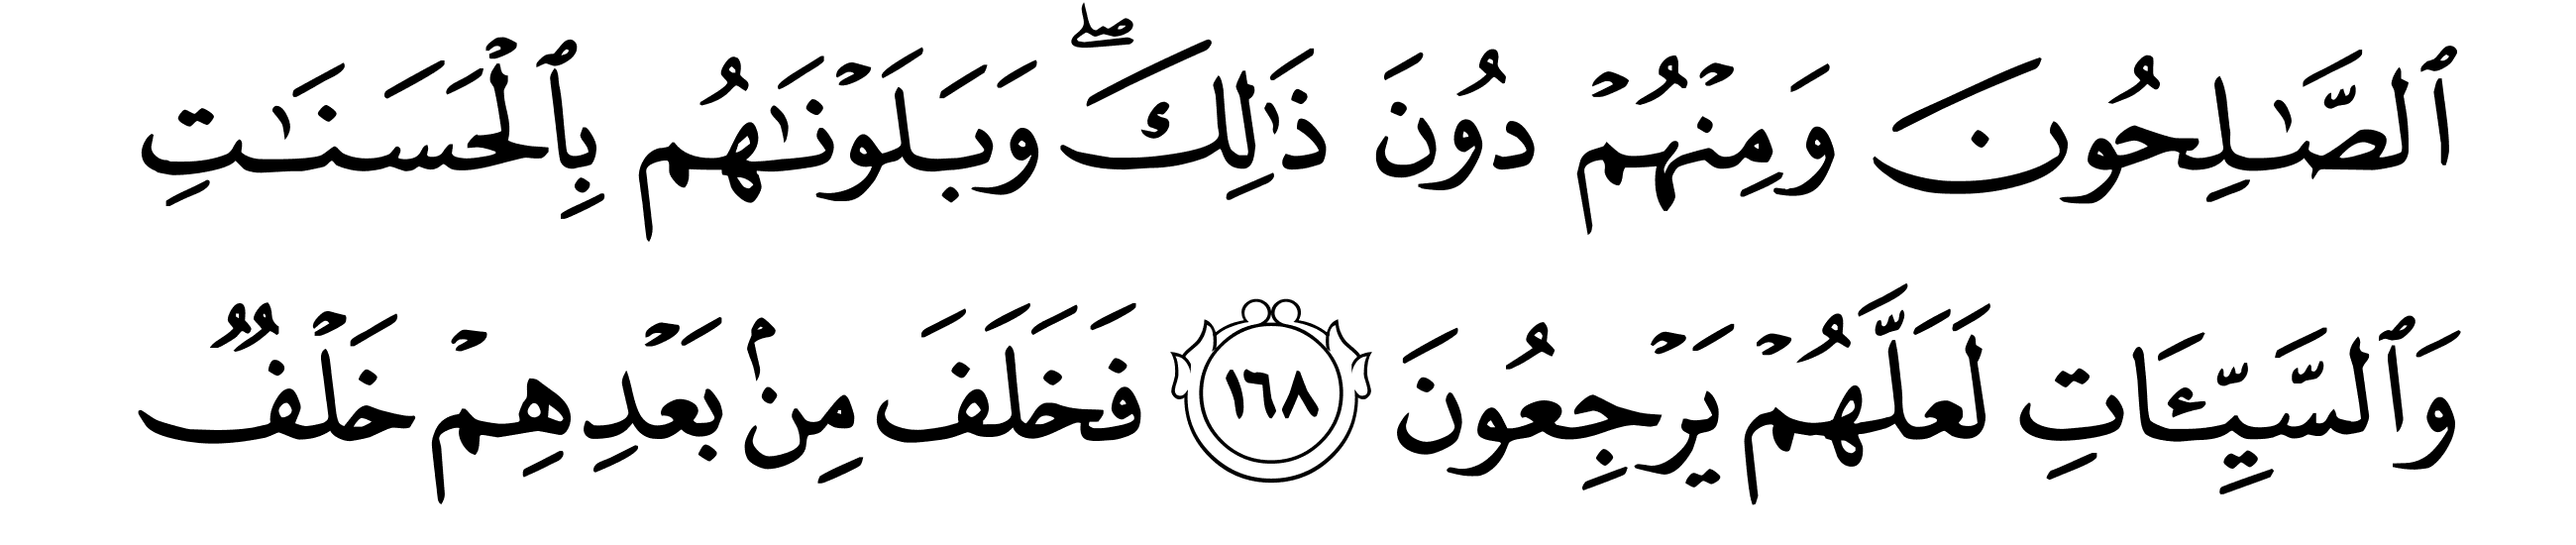 ٱلصَّـٰلِحُونَ وَمِنْهُمْ دُونَ ذَٰلِكَ ۖ وَبَلَوْنَـٰهُم بِٱلْحَسَنَـٰتِ
وَٱلسَّيِّـَٔاتِ لَعَلَّهُمْ يَرْجِعُونَ ١٦٨ فَخَلَفَ مِنۢ بَعْدِهِمْ خَلْفٌ